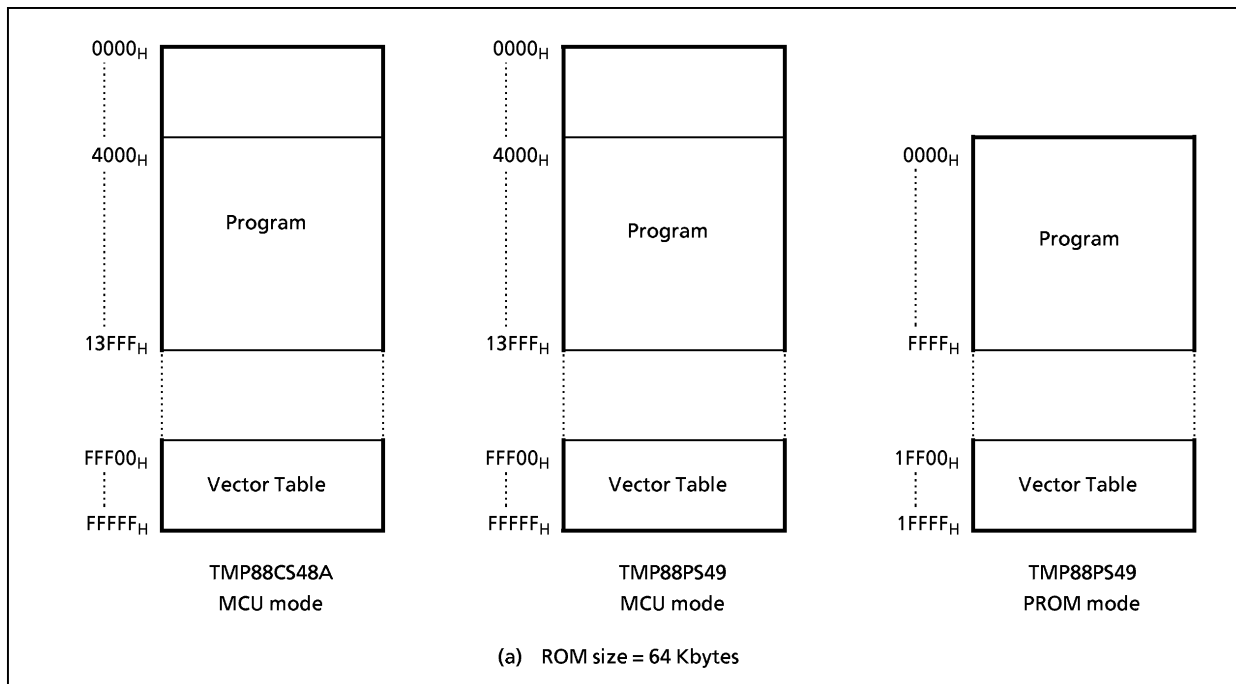 0000H
4000H
Program
13FFFH
FFF00H
Vector Table
FFFFFH
TMP88CS48A
MCU mode
0000H
4000H
Program
13FFFH
FFF00H
Vector Table
FFFFFH
TMP88PS49
MCU mode
0000H
Program
FFFFH
1FF00H
Vector Table
1FFFFH
TMP88PS49
PROM mode
(a) ROM size = 64 Kbytes